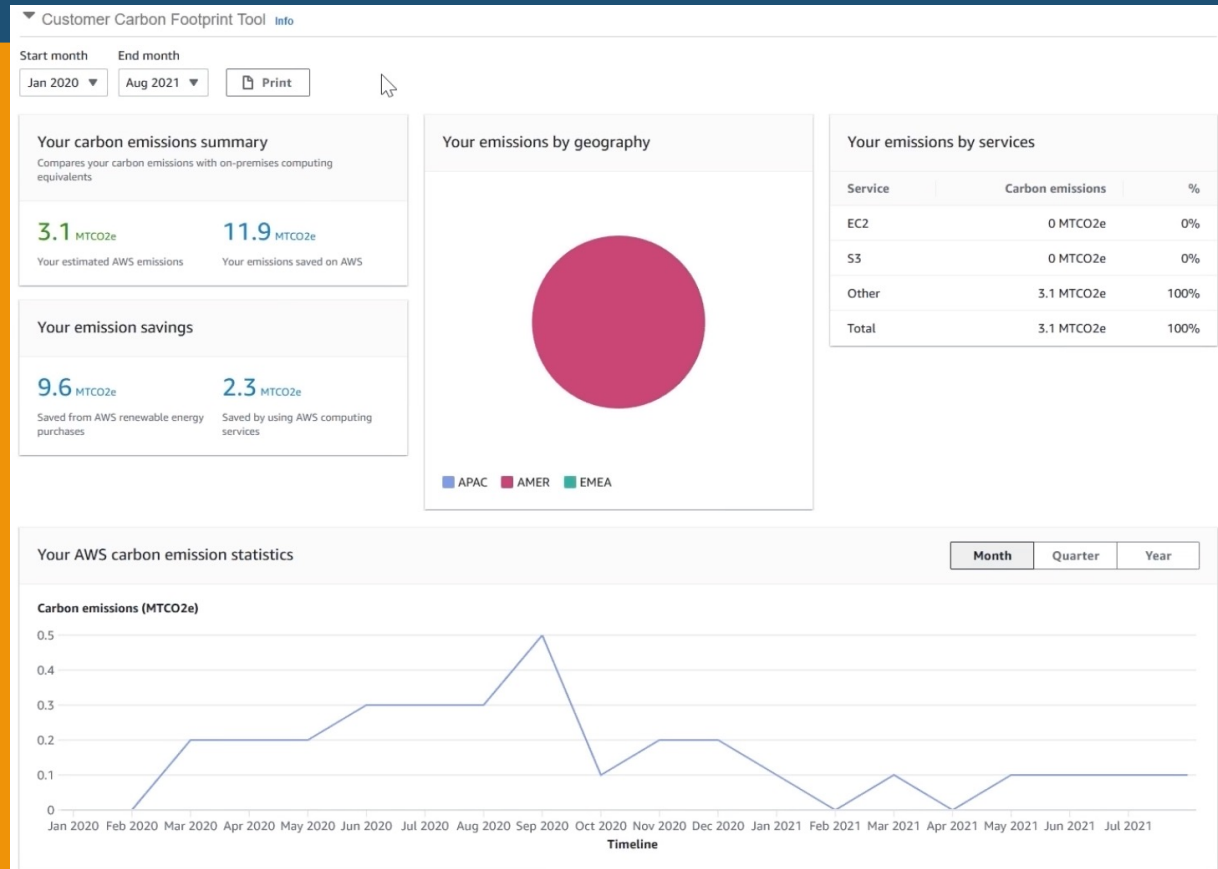 Customer Carbon Footprint Tool Info
Start month End month
Jan 2020 Aug 2021 Print
Your carbon emissions summary
Compares your carbon emissions with on-premises computing
equivalents
3.1 MTCO2e 11.9 MTCO2e
Your estimated AWS emissions Your emissions saved on AWS
Your emission savings
9.6 MTCO2e 2.3 MTCO2e
Saved from AWS renewable energy Saved by using AWS computing
purchases services
Your emissions by geography
APAC AMER EMEA
Your emissions by services
Service Carbon emissions %
EC2 0 MTCO2e 0%
S3 0 MTCO2e 0%
Other 3.1 MTCO2e 100%
Total 3.1 MTCO2e 100%
Your AWS carbon emission statistics
Month Quarter Year
Carbon emissions (MTCO2e)
0.5
0.4
0.3
0.2
0.1
0
Jan 2020 Feb 2020 Mar 2020 Apr 2020 May 2020 Jun 2020 Jul 2020 Aug 2020 Sep 2020 Oct 2020 Nov 2020 Dec 2020 Jan 2021 Feb 2021 Mar 2021 Apr 2021 May 2021 Jun 2021 Jul 2021
Timeline